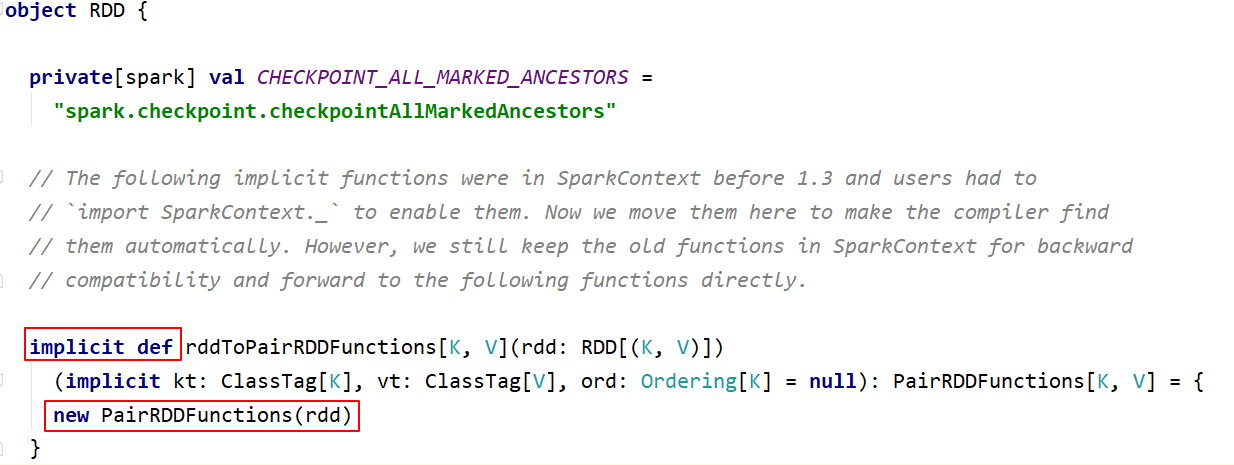 object RDD {
private[spark] val CHECKPOINT_ALL_MARKED_ANCESTORS =
"spark.checkpoint.checkpointAllMarkedAncestors"
// The following implicit functions were in SparkContext before 1.3 and users had to
// `import SparkContext._` to enable them. Now we move them here to make the compiler find
// them automatically. However, we still keep the old functions in SparkContext for backward
// compatibility and forward to the following functions directly.
implicit def rddToPairRDDFunctions[K, V](rdd: RDD[(K, V)])
(implicit kt: ClassTag[K], vt: ClassTag[V], ord: Ordering[K] = null): PairRDDFunctions[K, V] = {
new PairRDDFunctions(rdd)
}